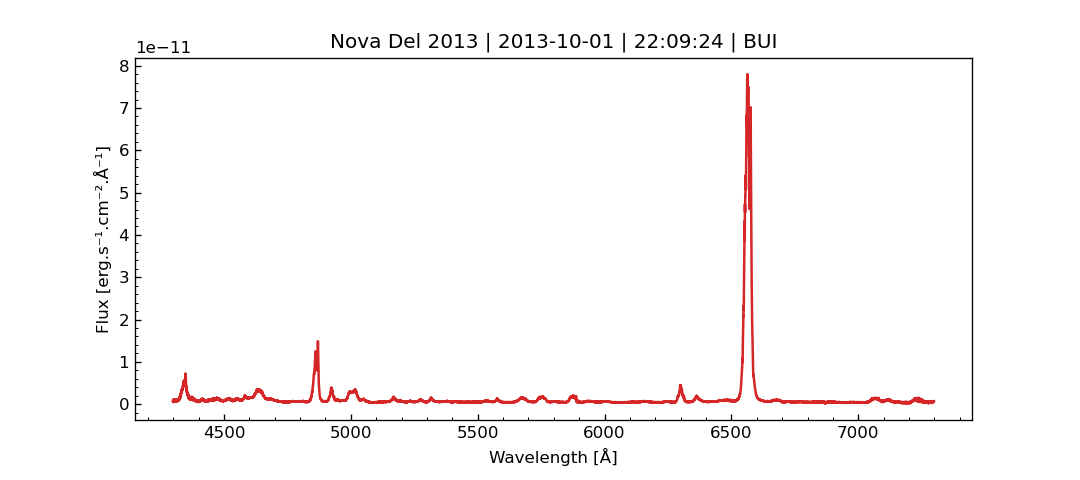 Nova Del 2013 | 2013-10-01 | 22:09:24 | BUI
1e−11
8
7
6
5
4
3
2
1
0
Flux [erg.s⁻¹.cm⁻².Å⁻¹]
4500 5000 5500 6000 6500 7000
Wavelength [Å]